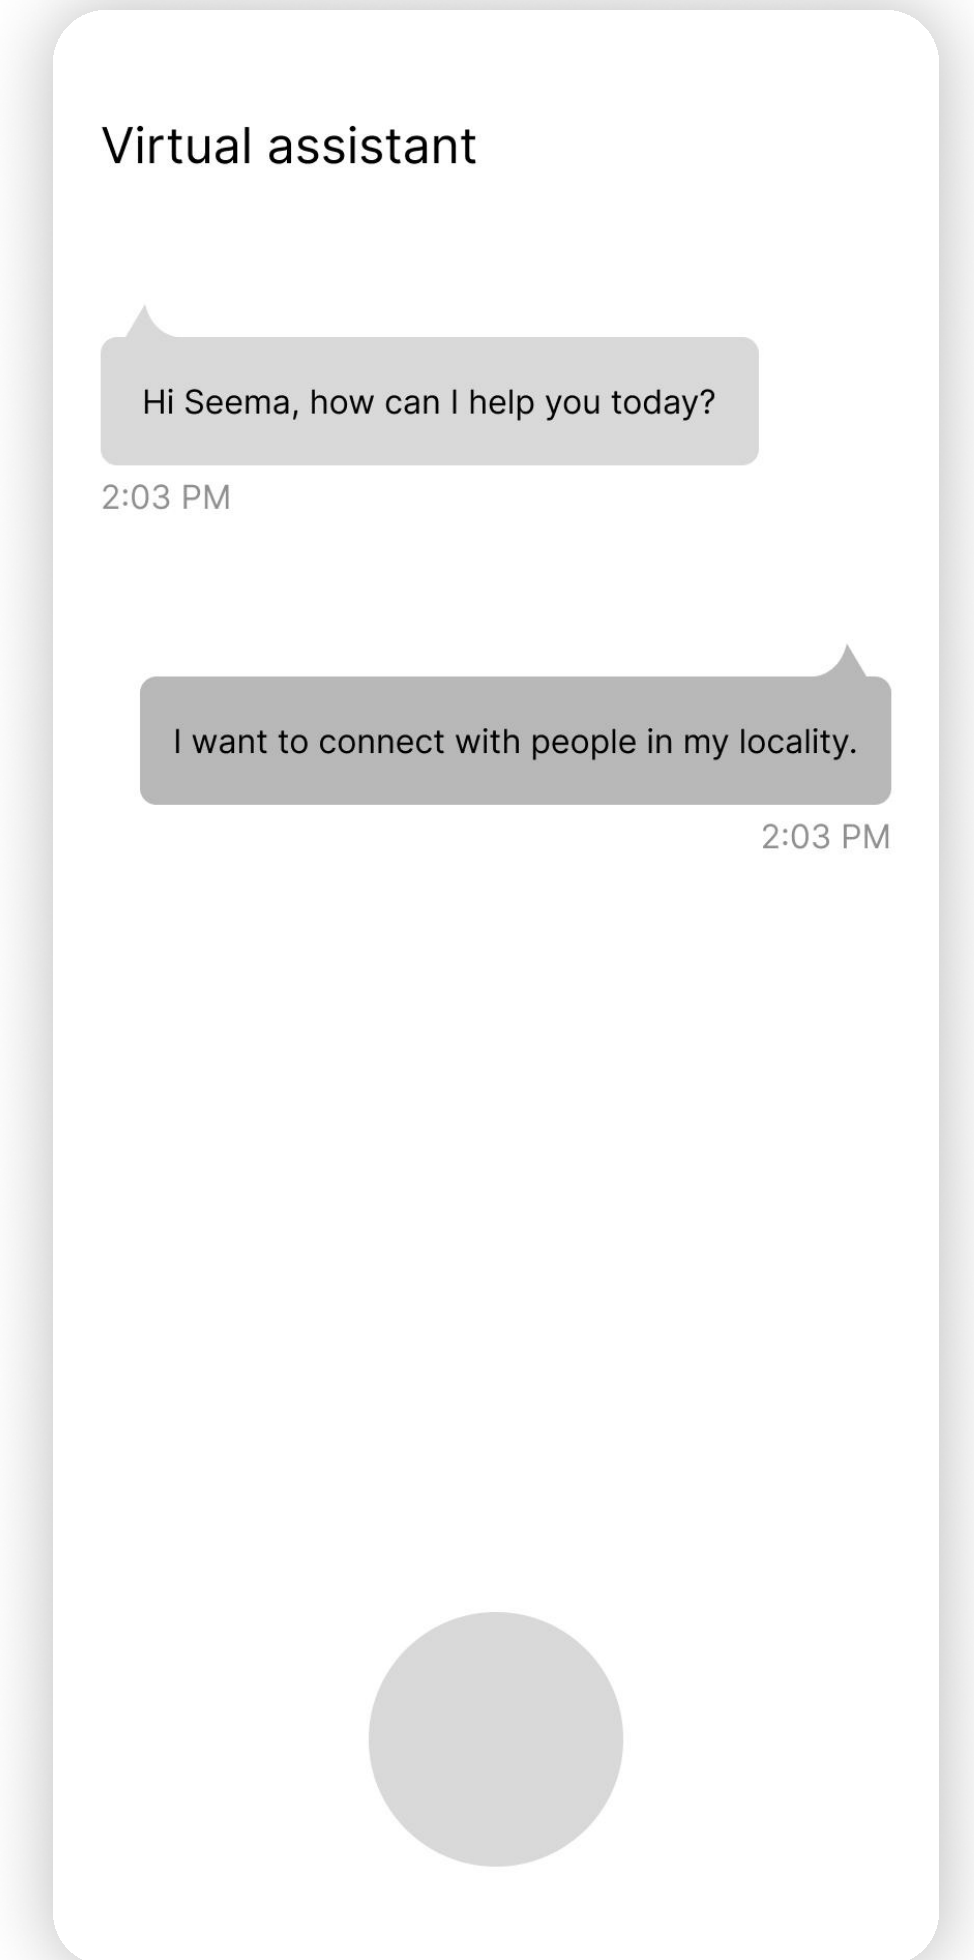 Virtual assistant
Hi Seema, how can I help you today?
2:03 PM
I want to connect with people in my locality.
2:03 PM